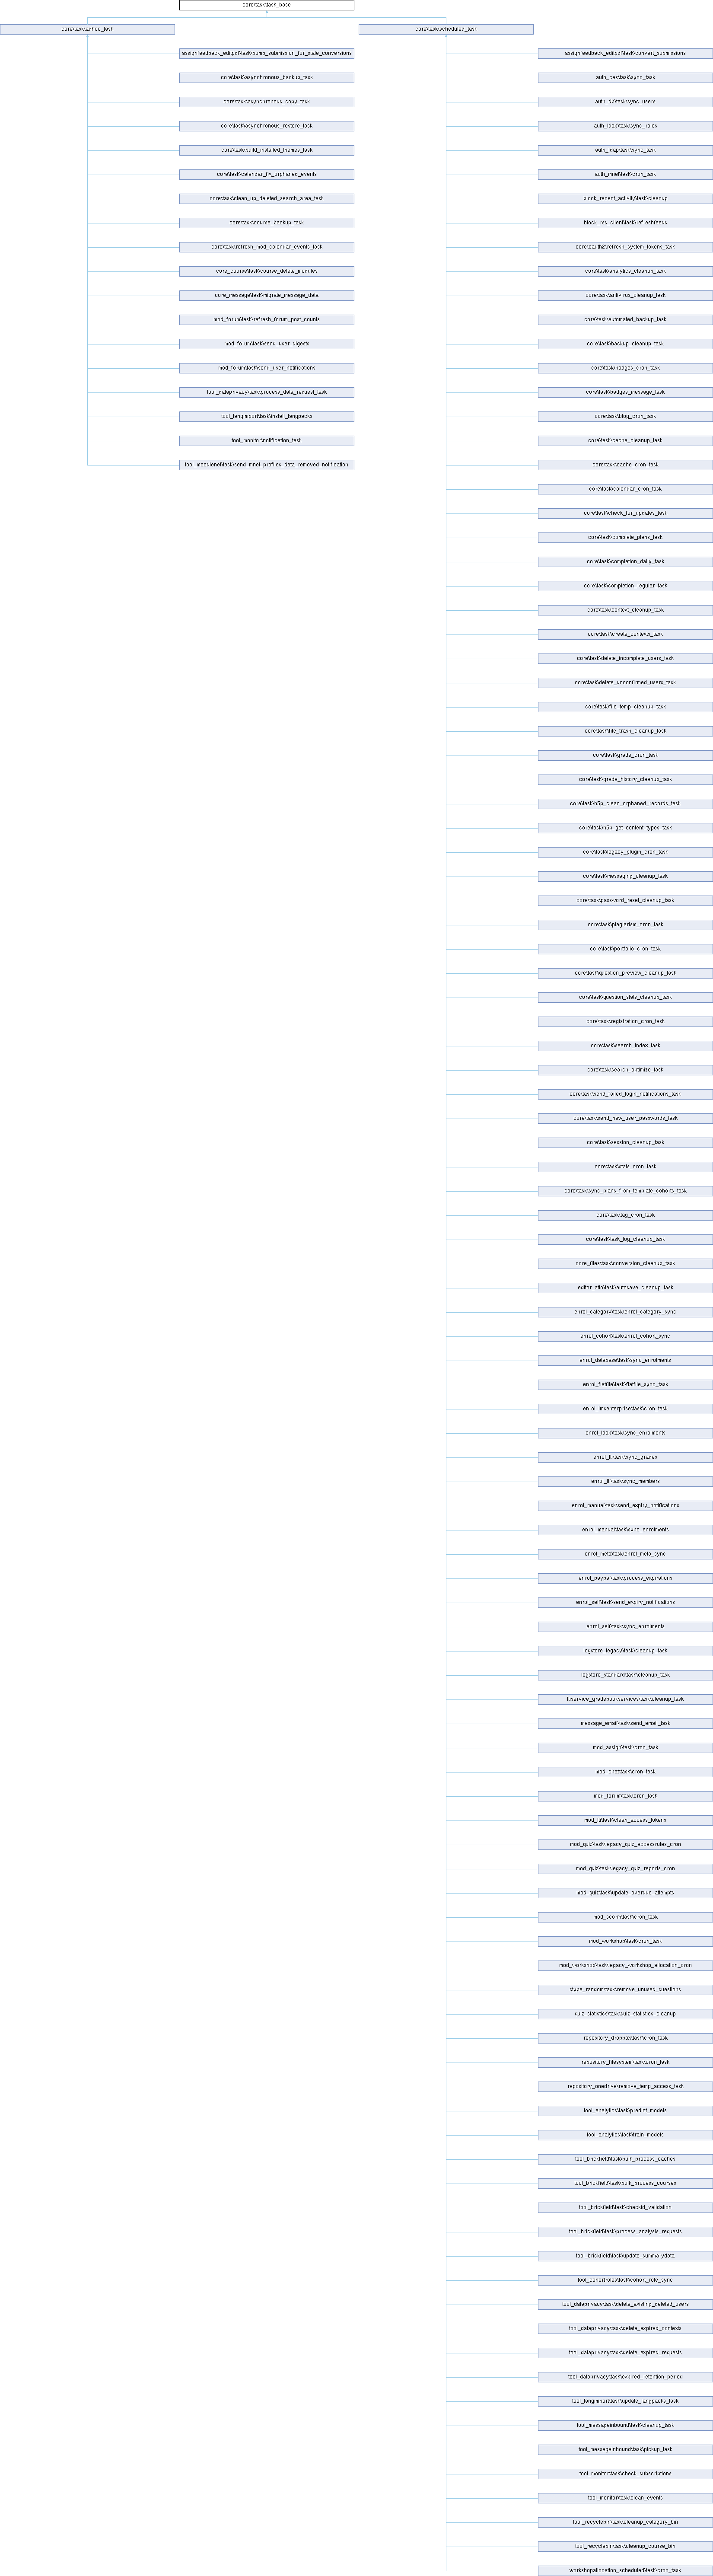 core\task\task_base
core\task\adhoc_task
core\task\scheduled_task
assignfeedback_editpdf\task\bump_submission_for_stale_conversions
core\task\asynchronous_backup_task
core\task\asynchronous_copy_task
core\task\asynchronous_restore_task
core\task\build_installed_themes_task
core\task\calendar_fix_orphaned_events
core\task\clean_up_deleted_search_area_task
core\task\course_backup_task
core\task\refresh_mod_calendar_events_task
core_course\task\course_delete_modules
core_message\task\migrate_message_data
mod_forum\task\refresh_forum_post_counts
mod_forum\task\send_user_digests
mod_forum\task\send_user_notifications
tool_dataprivacy\task\process_data_request_task
tool_langimport\task\install_langpacks
tool_monitor\notification_task
tool_moodlenet\task\send_mnet_profiles_data_removed_notification
assignfeedback_editpdf\task\convert_submissions
auth_cas\task\sync_task
auth_db\task\sync_users
auth_ldap\task\sync_roles
auth_ldap\task\sync_task
auth_mnet\task\cron_task
block_recent_activity\task\cleanup
block_rss_client\task\refreshfeeds
core\oauth2\refresh_system_tokens_task
core\task\analytics_cleanup_task
core\task\antivirus_cleanup_task
core\task\automated_backup_task
core\task\backup_cleanup_task
core\task\badges_cron_task
core\task\badges_message_task
core\task\blog_cron_task
core\task\cache_cleanup_task
core\task\cache_cron_task
core\task\calendar_cron_task
core\task\check_for_updates_task
core\task\complete_plans_task
core\task\completion_daily_task
core\task\completion_regular_task
core\task\context_cleanup_task
core\task\create_contexts_task
core\task\delete_incomplete_users_task
core\task\delete_unconfirmed_users_task
core\task\file_temp_cleanup_task
core\task\file_trash_cleanup_task
core\task\grade_cron_task
core\task\grade_history_cleanup_task
core\task\h5p_clean_orphaned_records_task
core\task\h5p_get_content_types_task
core\task\legacy_plugin_cron_task
core\task\messaging_cleanup_task
core\task\password_reset_cleanup_task
core\task\plagiarism_cron_task
core\task\portfolio_cron_task
core\task\question_preview_cleanup_task
core\task\question_stats_cleanup_task
core\task\registration_cron_task
core\task\search_index_task
core\task\search_optimize_task
core\task\send_failed_login_notifications_task
core\task\send_new_user_passwords_task
core\task\session_cleanup_task
core\task\stats_cron_task
core\task\sync_plans_from_template_cohorts_task
core\task\tag_cron_task
core\task\task_log_cleanup_task
core_files\task\conversion_cleanup_task
editor_atto\task\autosave_cleanup_task
enrol_category\task\enrol_category_sync
enrol_cohort\task\enrol_cohort_sync
enrol_database\task\sync_enrolments
enrol_flatfile\task\flatfile_sync_task
enrol_imsenterprise\task\cron_task
enrol_ldap\task\sync_enrolments
enrol_lti\task\sync_grades
enrol_lti\task\sync_members
enrol_manual\task\send_expiry_notifications
enrol_manual\task\sync_enrolments
enrol_meta\task\enrol_meta_sync
enrol_paypal\task\process_expirations
enrol_self\task\send_expiry_notifications
enrol_self\task\sync_enrolments
logstore_legacy\task\cleanup_task
logstore_standard\task\cleanup_task
ltiservice_gradebookservices\task\cleanup_task
message_email\task\send_email_task
mod_assign\task\cron_task
mod_chat\task\cron_task
mod_forum\task\cron_task
mod_lti\task\clean_access_tokens
mod_quiz\task\legacy_quiz_accessrules_cron
mod_quiz\task\legacy_quiz_reports_cron
mod_quiz\task\update_overdue_attempts
mod_scorm\task\cron_task
mod_workshop\task\cron_task
mod_workshop\task\legacy_workshop_allocation_cron
qtype_random\task\remove_unused_questions
quiz_statistics\task\quiz_statistics_cleanup
repository_dropbox\task\cron_task
repository_filesystem\task\cron_task
repository_onedrive\remove_temp_access_task
tool_analytics\task\predict_models
tool_analytics\task\train_models
tool_brickfield\task\bulk_process_caches
tool_brickfield\task\bulk_process_courses
tool_brickfield\task\checkid_validation
tool_brickfield\task\process_analysis_requests
tool_brickfield\task\update_summarydata
tool_cohortroles\task\cohort_role_sync
tool_dataprivacy\task\delete_existing_deleted_users
tool_dataprivacy\task\delete_expired_contexts
tool_dataprivacy\task\delete_expired_requests
tool_dataprivacy\task\expired_retention_period
tool_langimport\task\update_langpacks_task
tool_messageinbound\task\cleanup_task
tool_messageinbound\task\pickup_task
tool_monitor\task\check_subscriptions
tool_monitor\task\clean_events
tool_recyclebin\task\cleanup_category_bin
tool_recyclebin\task\cleanup_course_bin
workshopallocation_scheduled\task\cron_task